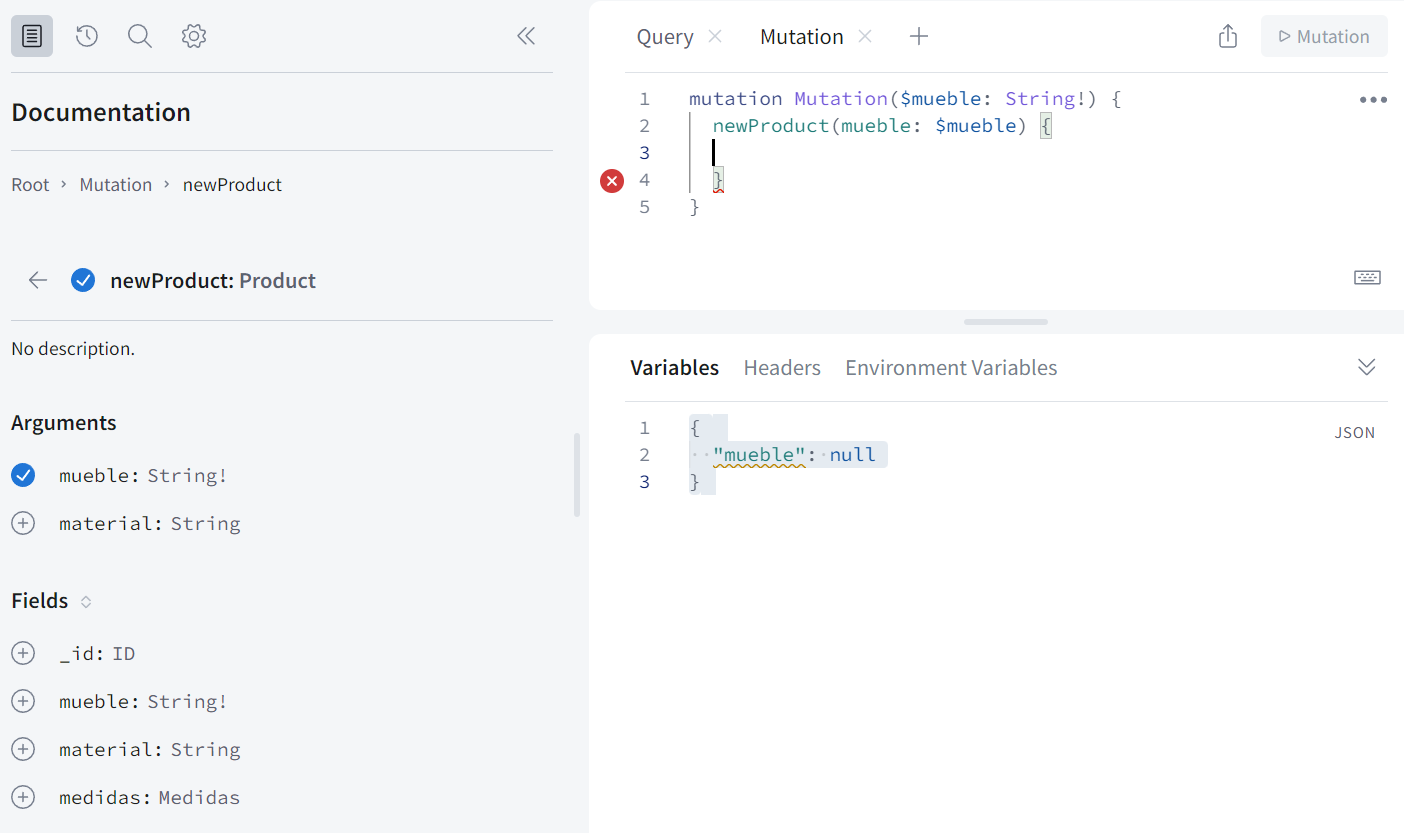 Documentation
Root › Mutation › newProduct
newProduct: Product
No description.
Arguments
mueble: String!
material: String
Fields
_id: ID
mueble: String!
material: String
medidas: Medidas
Query
Mutation
Mutation
1 mutation Mutation($mueble: String!) {
2 newProduct(mueble: $mueble) {
3
4 }
5 }
Variables Headers Environment Variables
JSON
1 {
2 "mueble": null
3 }